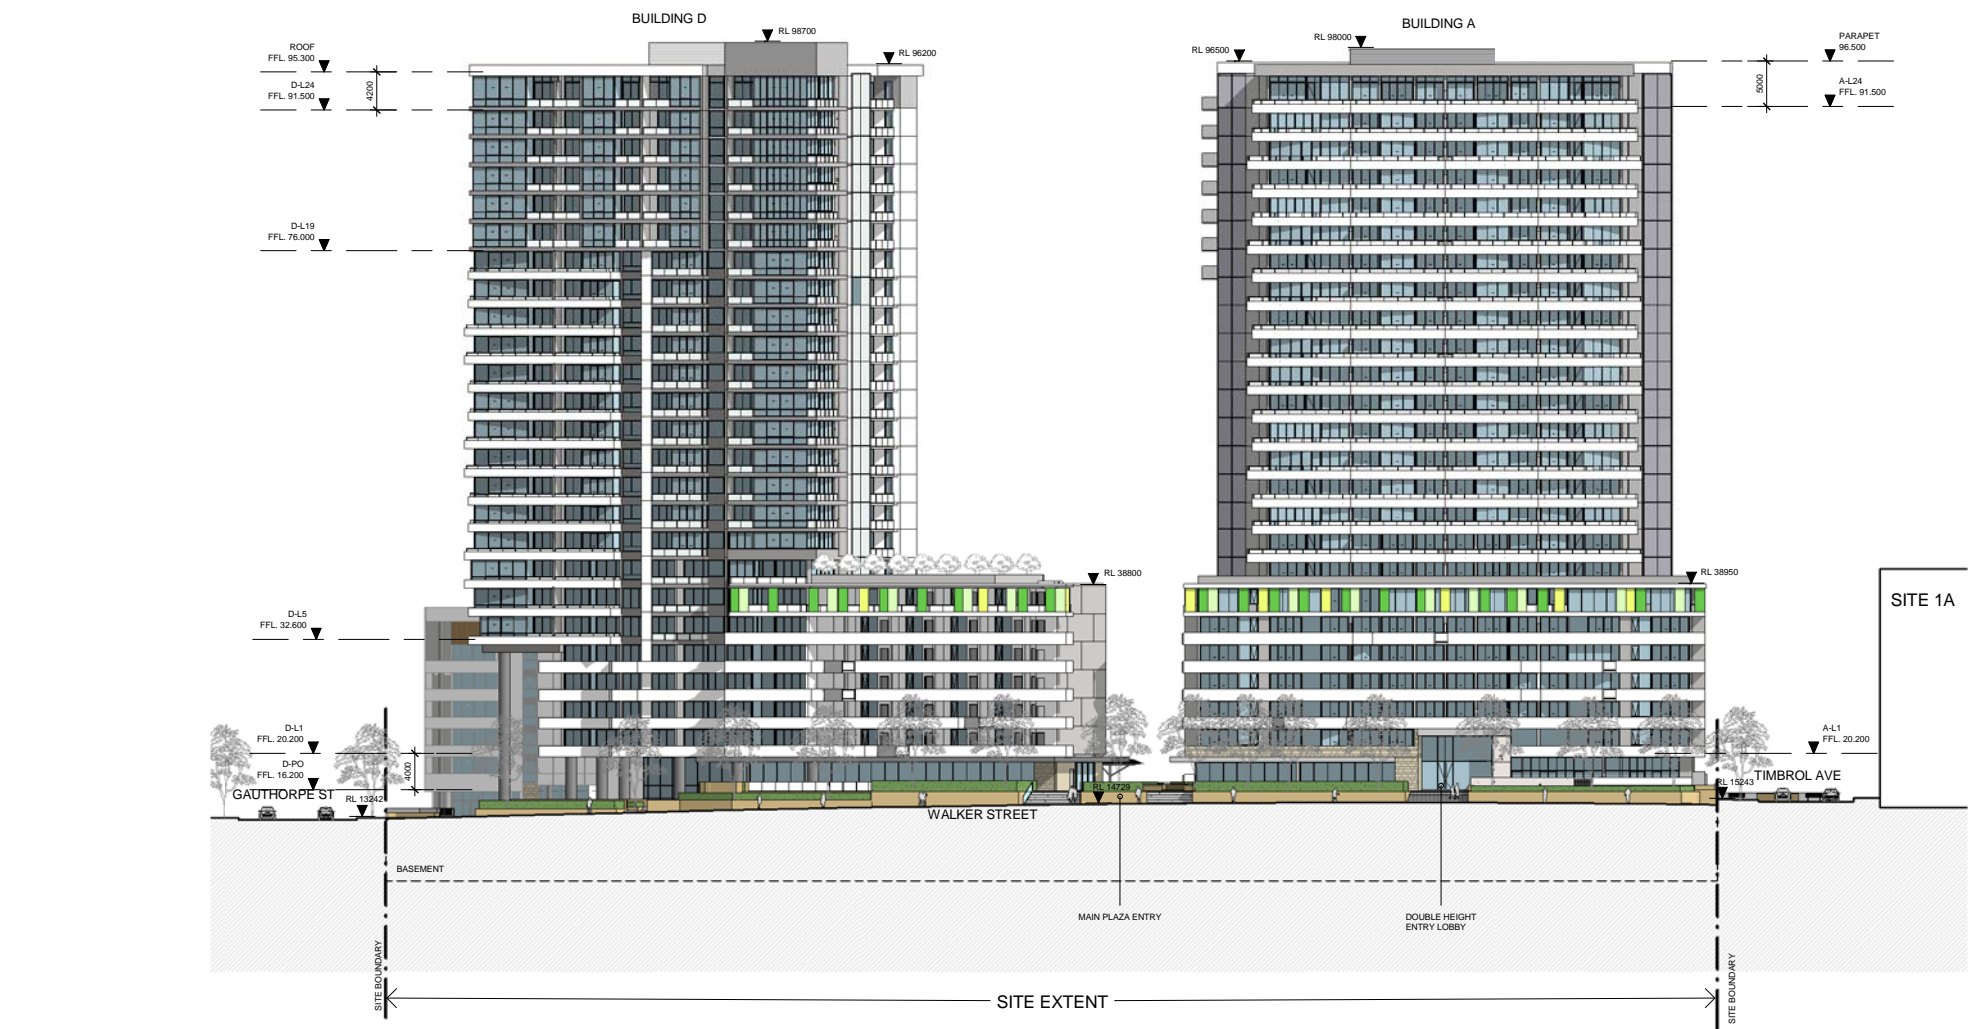 BUILDING D
BUILDING A
RL 98700
RL 96200
RL 96500
RL 98000
ROOF
FFL. 95.300
4200
D-L24
FFL. 91.500
PARAPET
96.500
5000
A-L24
FFL. 91.500
D-L19
FFL. 76.000
RL 38800
RL 38950
SITE 1A
D-L5
FFL. 32.600
D-L1
FFL. 20.200
D-PO
FFL. 16.200
4000
A-L1
FFL. 20.200
GAUTHORPE ST
RL 13242
RL 14729
RL 15243
TIMBROL AVE
WALKER STREET
BASEMENT
MAIN PLAZA ENTRY
DOUBLE HEIGHT
ENTRY LOBBY
SITE BOUNDARY
SITE BOUNDARY
SITE EXTENT